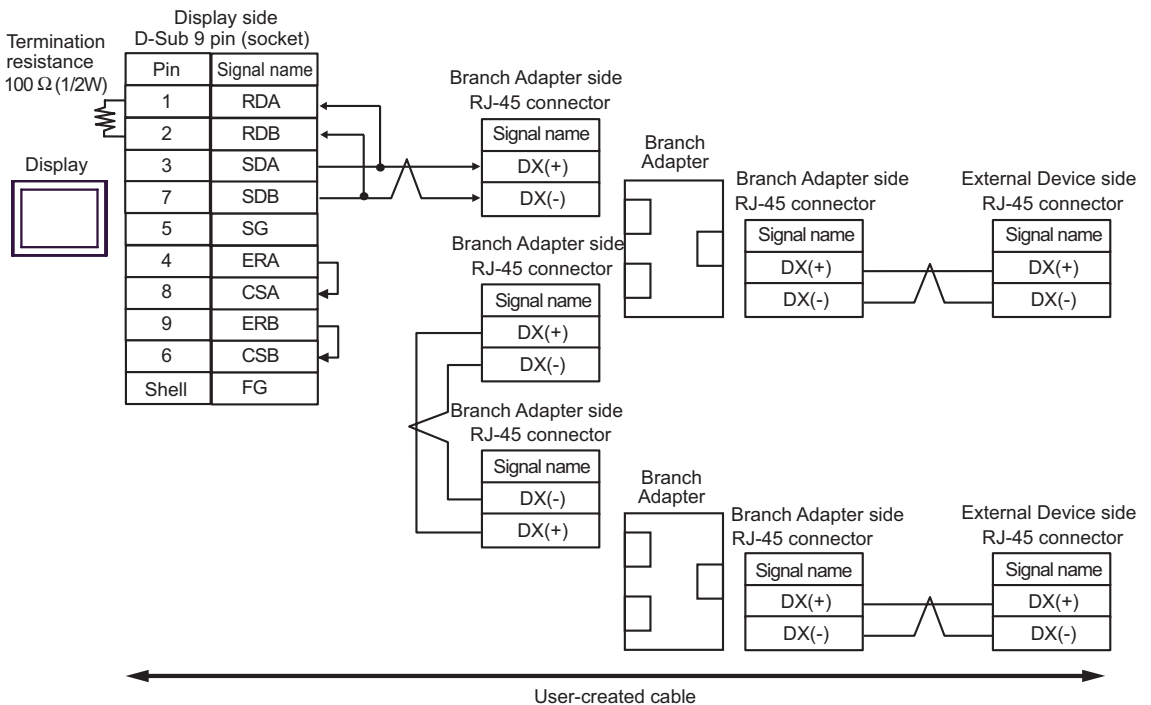 Display side
D-Sub 9 pin (socket)
Termination
resistance
100 Ω (1/2W)
Pin Signal name
1 RDA
2 RDB
3 SDA
7 SDB
5 SG
4 ERA
8 CSA
9 ERB
6 CSB
Shell FG
Display
Branch Adapter side
RJ-45 connector
Signal name
DX(+)
DX(-)
Branch
Adapter
Branch Adapter side
RJ-45 connector
Signal name
DX(+)
DX(-)
External Device side
RJ-45 connector
Signal name
DX(+)
DX(-)
Branch Adapter side
RJ-45 connector
Signal name
DX(+)
DX(-)
Branch Adapter side
RJ-45 connector
Signal name
DX(-)
DX(+)
Branch
Adapter
Branch Adapter side
RJ-45 connector
Signal name
DX(+)
DX(-)
External Device side
RJ-45 connector
Signal name
DX(+)
DX(-)
User-created cable